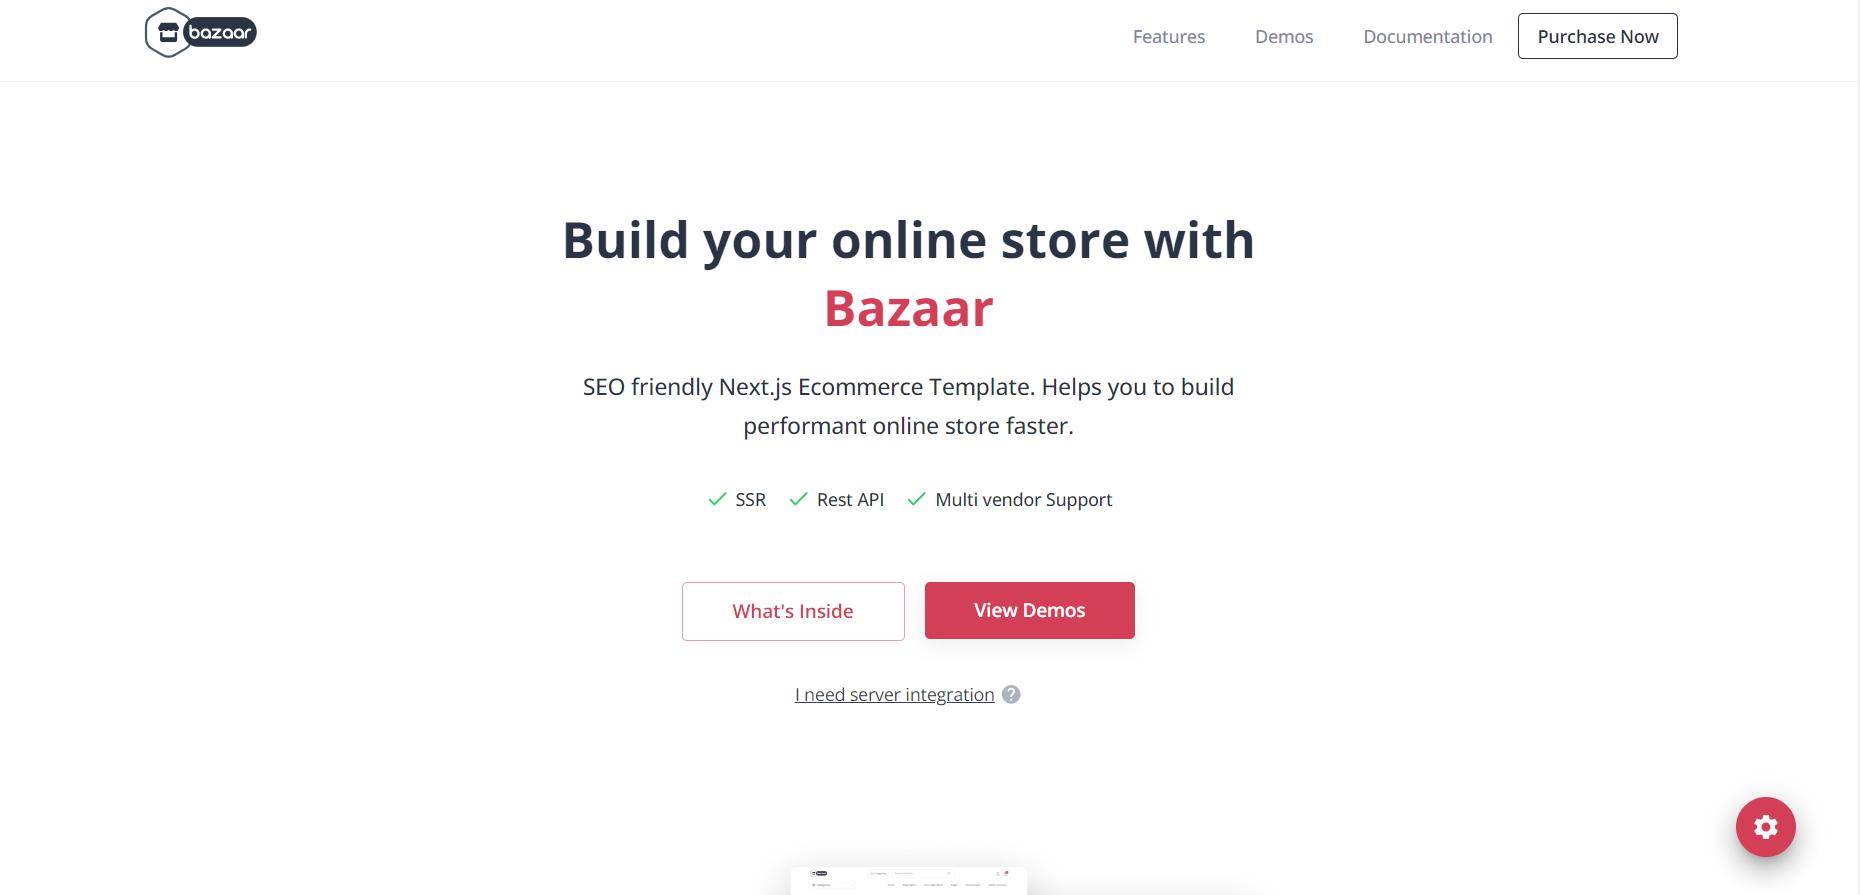 bazaar
Features
Demos
Documentation
Purchase Now
Build your online store with
Bazaar
SEO friendly Next.js Ecommerce Template. Helps you to build
performant online store faster.
SSR
Rest API
Multi vendor Support
What's Inside
View Demos
I need server integration
?